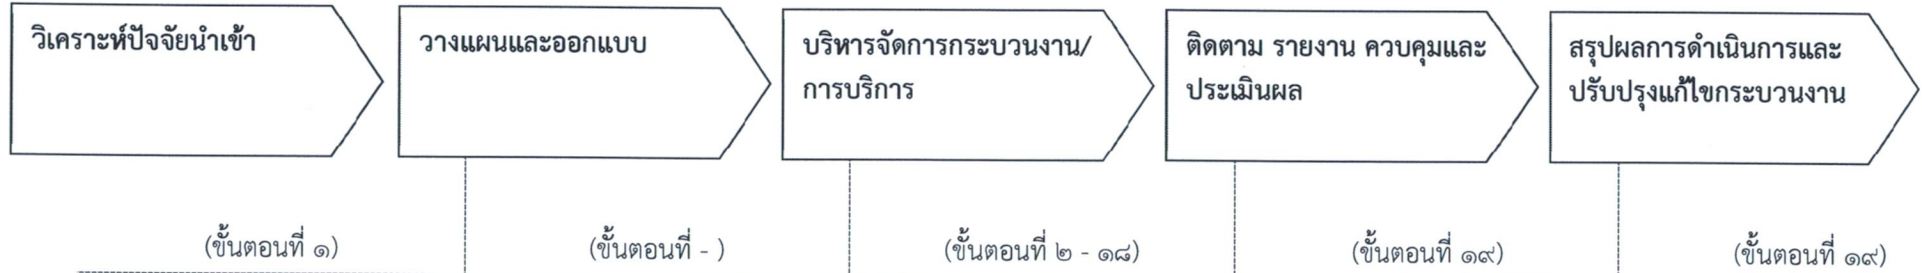 วิเคราะห์ปัจจัยนำเข้า
วางแผนและออกแบบ
บริหารจัดการกระบวนงาน/
การบริการ
ติดตาม รายงาน ควบคุมและ
ประเมินผล
สรุปผลการดำเนินการและ
ปรับปรุงแก้ไขกระบวนงาน
(ขั้นตอนที่ ๑)
(ขั้นตอนที่ - )
(ขั้นตอนที่ ๒ - ๑๘)
(ขั้นตอนที่ ๑๙)
(ขั้นตอนที่ ๑๙)